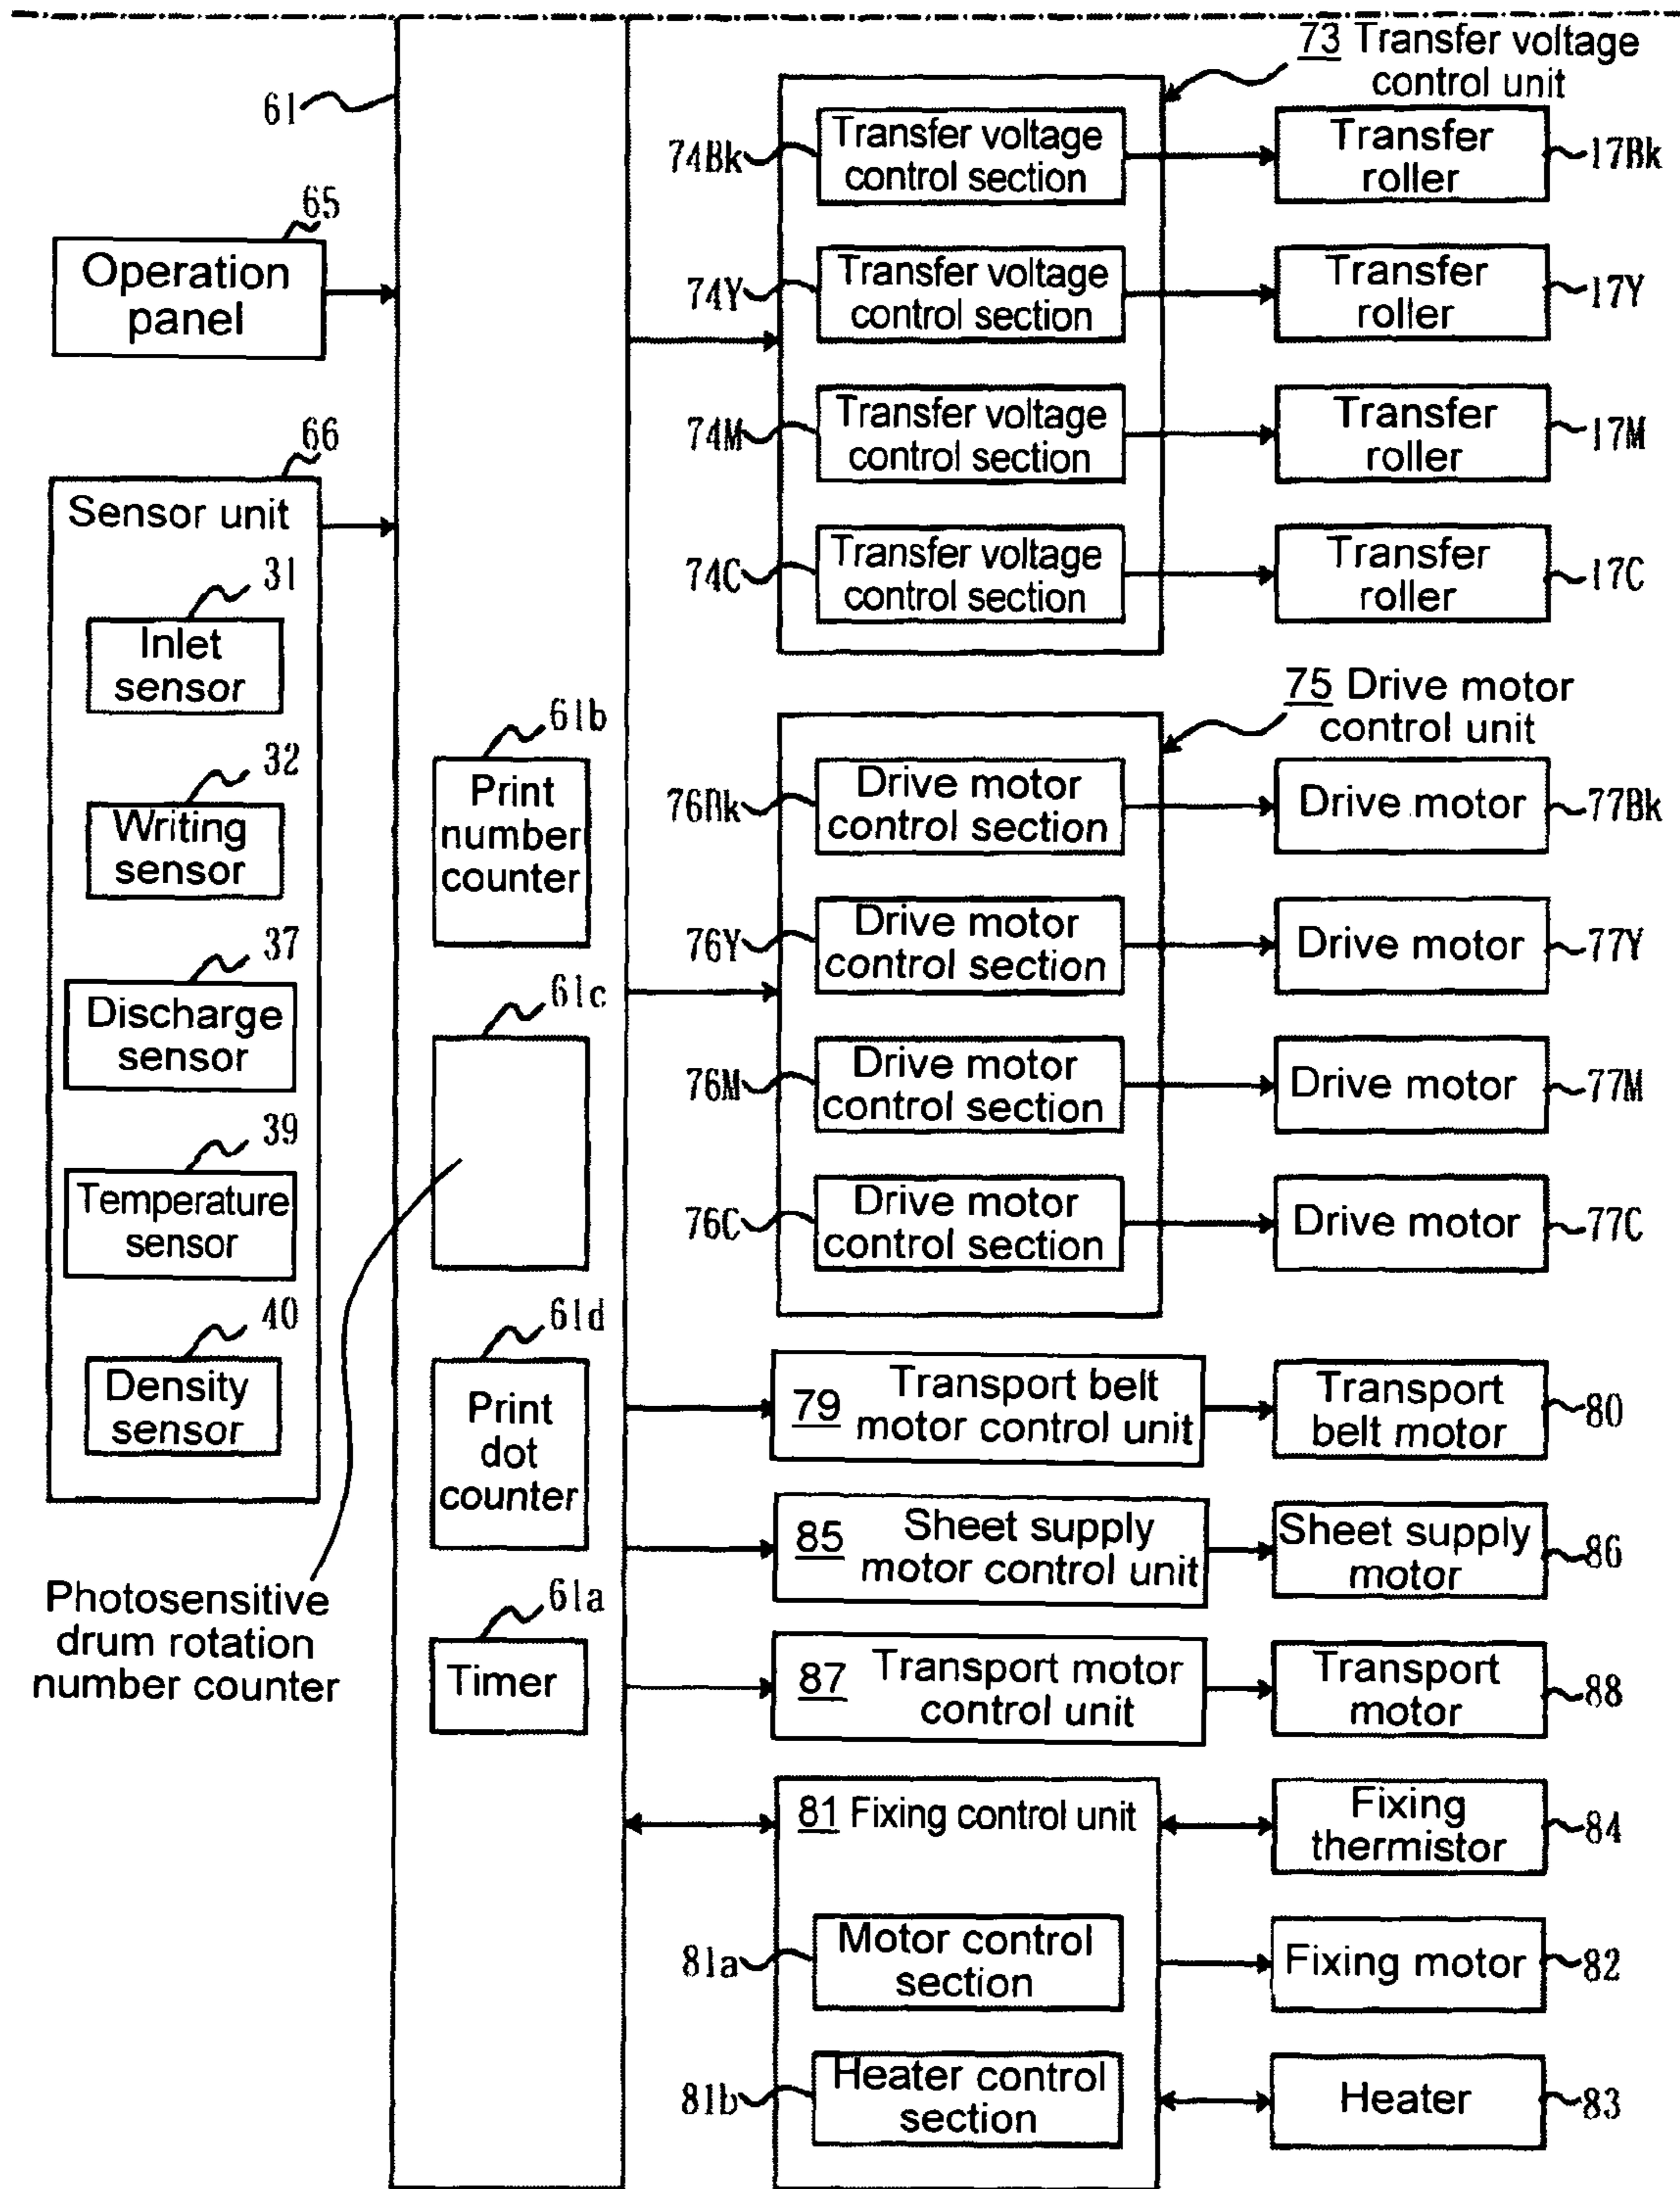 61
65
Operation
panel
66
Sensor unit
31
Inlet
sensor
32
Writing
sensor
37
Discharge
sensor
39
Temperature
sensor
40
Density
sensor
Photosensitive
drum rotation
number counter
61b
Print
number
counter
61c
61d
Print
dot
counter
61a
Timer
73 Transfer voltage
control unit
74Bk
Transfer voltage
control section
Transfer
roller
17Bk
74Y
Transfer voltage
control section
Transfer
roller
17Y
74M
Transfer voltage
control section
Transfer
roller
17M
74C
Transfer voltage
control section
Transfer
roller
17C
75 Drive motor
control unit
76Bk
Drive motor
control section
Drive motor
77Bk
76Y
Drive motor
control section
Drive motor
77Y
76M
Drive motor
control section
Drive motor
77M
76C
Drive motor
control section
Drive motor
77C
79 Transport belt
motor control unit
Transport
belt motor
80
85 Sheet supply
motor control unit
Sheet supply
motor
86
87 Transport motor
control unit
Transport
motor
88
81 Fixing control unit
Fixing
thermistor
84
81a
Motor control
section
Fixing motor
82
81b
Heater control
section
Heater
83